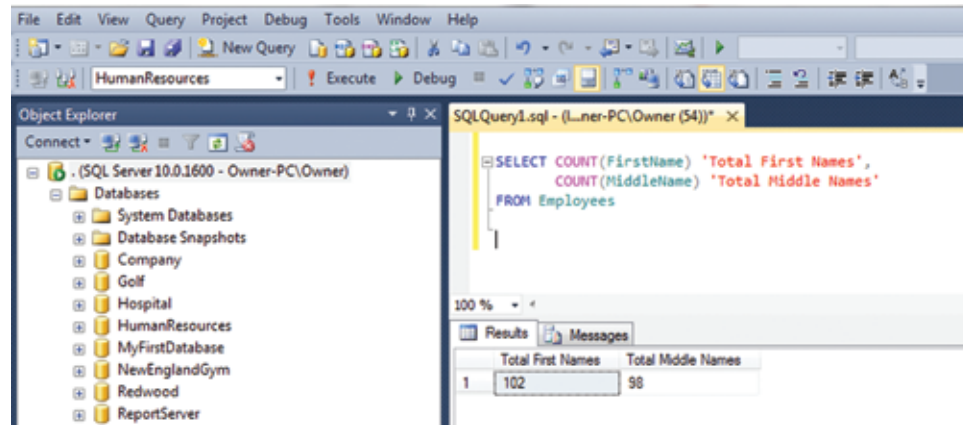 File Edit View Query Project Debug Tools Window Help
New Query
HumanResources Execute Debug
Object Explorer
Connect
. (SQL Server 10.0.1600 - Owner-PC\Owner)
Databases
System Databases
Database Snapshots
Company
Golf
Hospital
HumanResources
MyFirstDatabase
NewEnglandGym
Redwood
ReportServer
SQLQuery1.sql - (l...ner-PC\Owner (54))*
SELECT COUNT(FirstName) 'Total First Names',
COUNT(MiddleName) 'Total Middle Names'
FROM Employees
100 %
Results Messages
Total First Names Total Middle Names
1 102 98